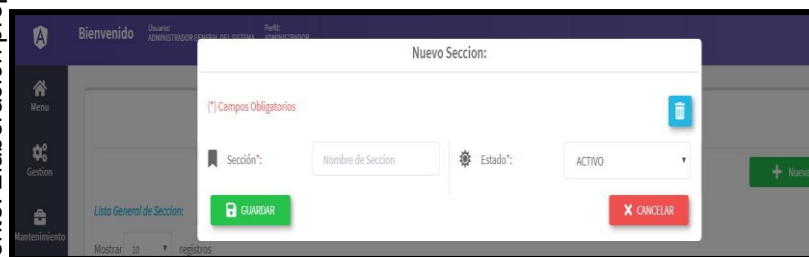 Bienvenido Usuario: Perfil:
ADMINISTRADOR GENERAL DEL SISTEMA ADMINISTRADOR
Nuevo Seccion:
Menu
(*) Campos Obligatorios
Sección*: Nombre de Seccion Estado*: ACTIVO
Gestion
+ Nuevo
Lista General de Seccion:
GUARDAR X CANCELAR
Mantenimiento
Mostrar 10 registros